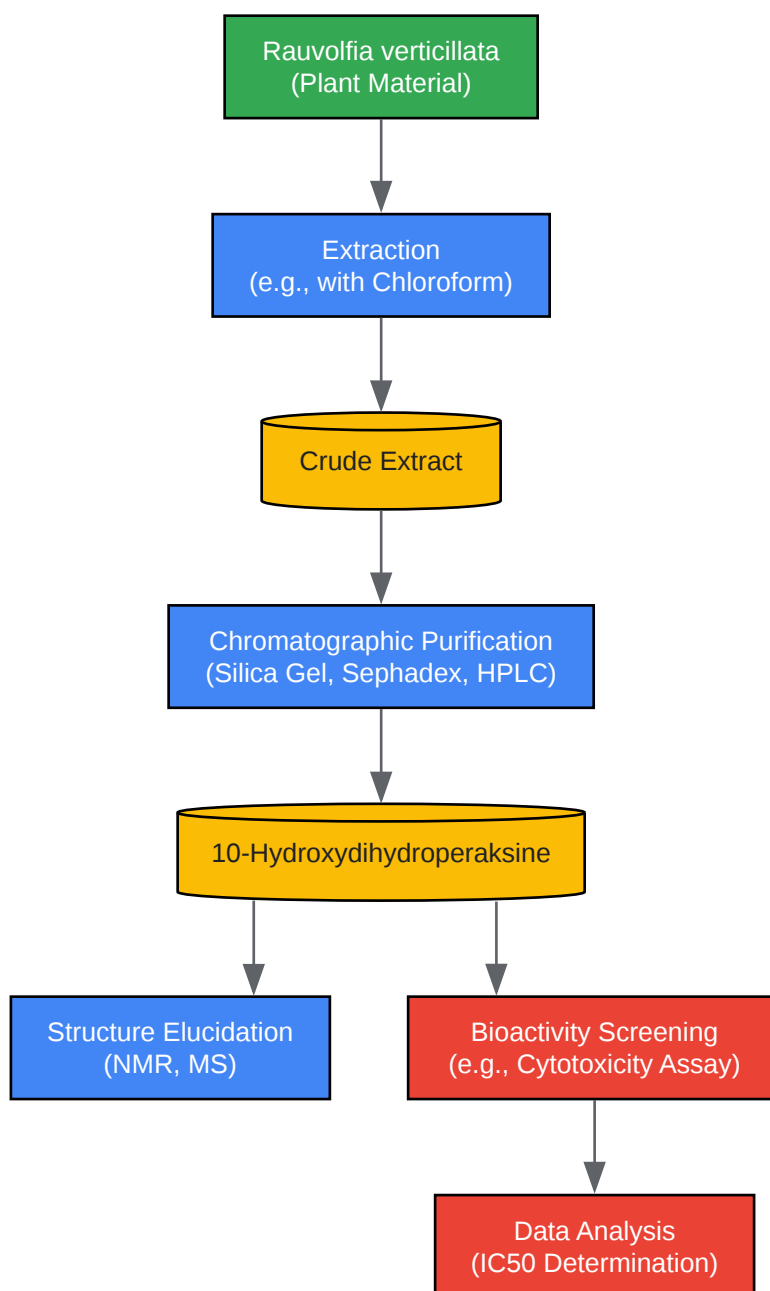 Rauvolfia verticillata
(Plant Material)
Extraction
(e.g., with Chloroform)
Crude Extract
Chromatographic Purification
(Silica Gel, Sephadex, HPLC)
10-Hydroxydihydroperaksine
Structure Elucidation
(NMR, MS)
Bioactivity Screening
(e.g., Cytotoxicity Assay)
Data Analysis
(IC50 Determination)